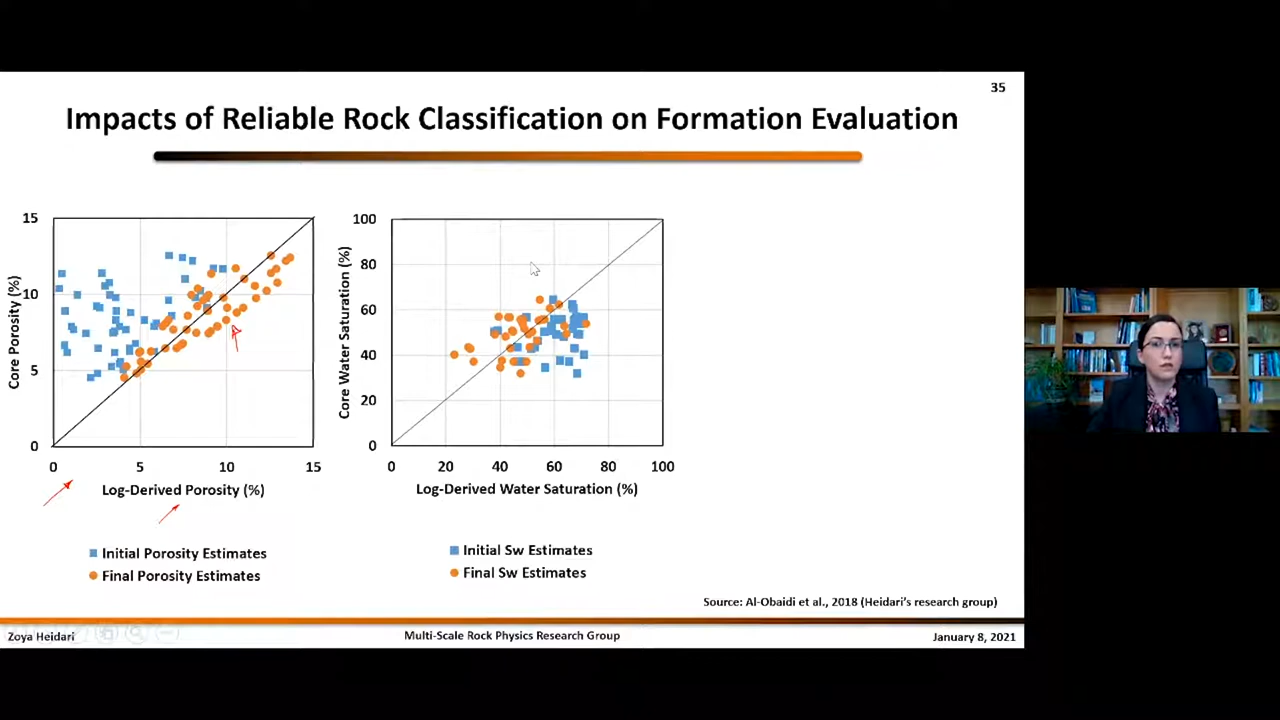 35
Impacts of Reliable Rock Classification on Formation Evaluation
15
10
5
0
Core Porosity (%)
0 5 10 15
Log-Derived Porosity (%)
Initial Porosity Estimates
Final Porosity Estimates
100
80
60
40
20
0
Core Water Saturation (%)
0 20 40 60 80 100
Log-Derived Water Saturation (%)
Initial Sw Estimates
Final Sw Estimates
Source: Al-Obaidi et al., 2018 (Heidari's research group)
Zoya Heidari
Multi-Scale Rock Physics Research Group
January 8, 2021